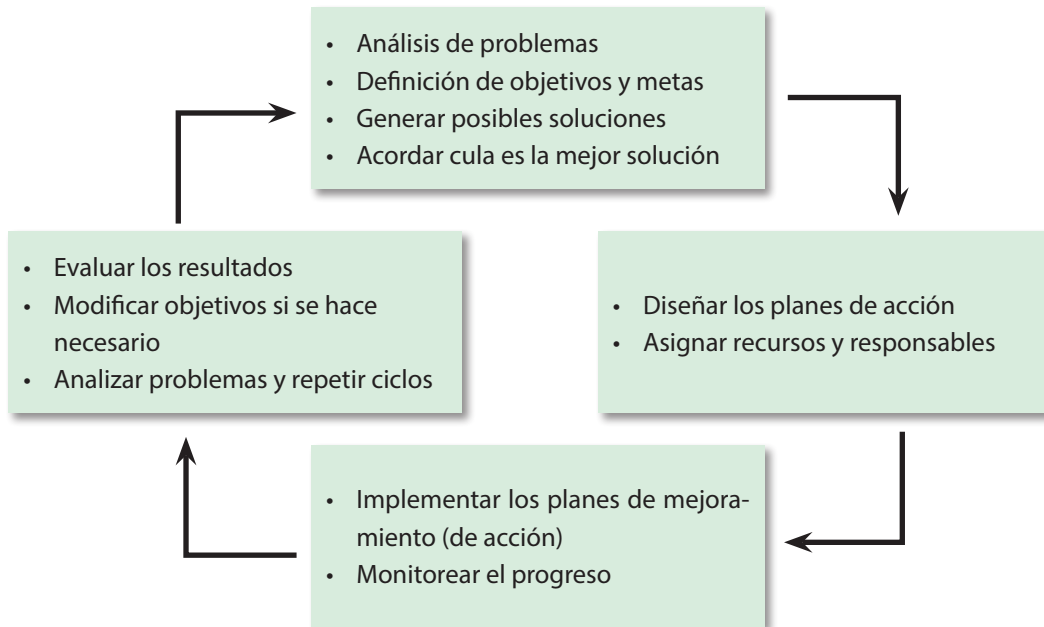 • Análisis de problemas
• Definición de objetivos y metas
• Generar posibles soluciones
• Acordar cula es la mejor solución
• Diseñar los planes de acción
• Asignar recursos y responsables
• Implementar los planes de mejora-
miento (de acción)
• Monitorear el progreso
• Evaluar los resultados
• Modificar objetivos si se hace
necesario
• Analizar problemas y repetir ciclos